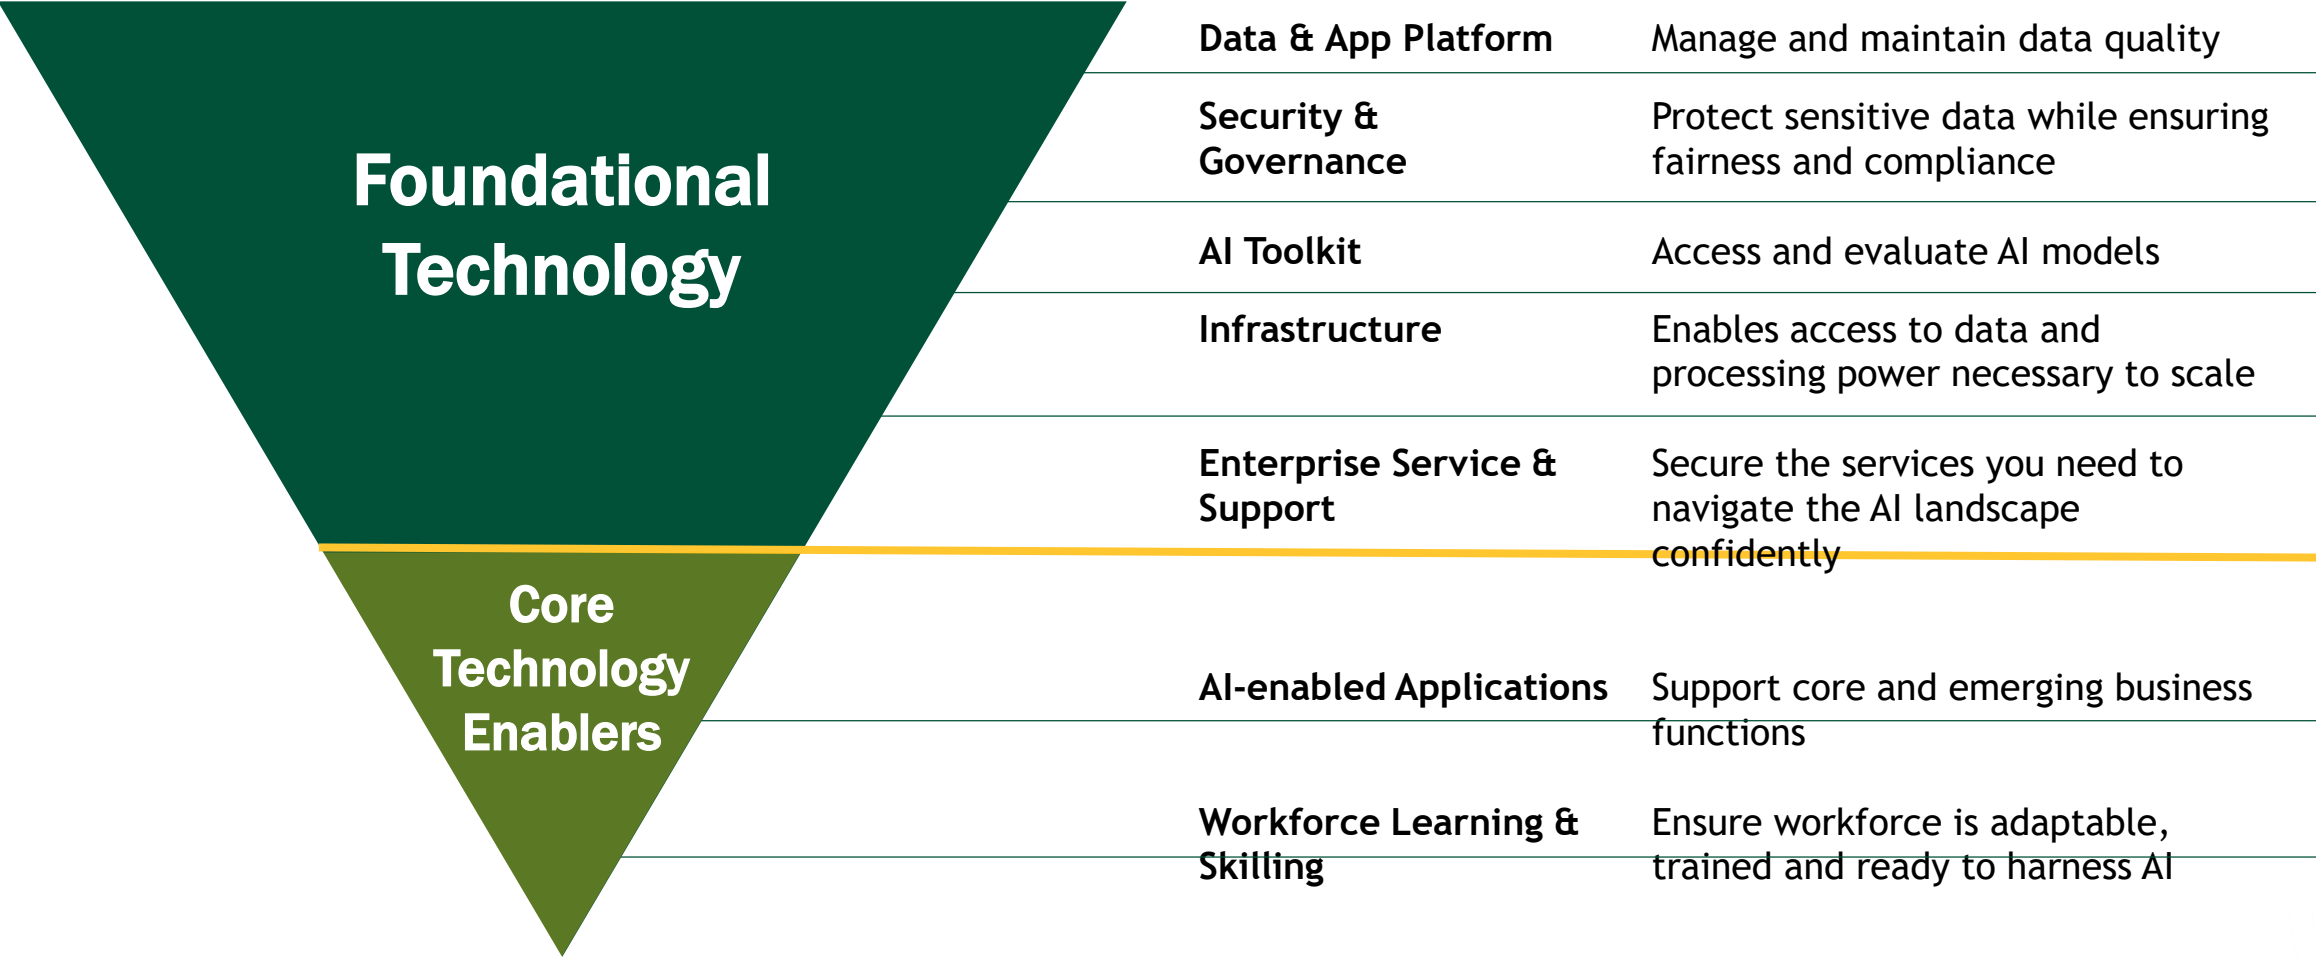 Foundational
Technology
Core
Technology
Enablers
Data & App Platform
Manage and maintain data quality
Security &
Governance
Protect sensitive data while ensuring
fairness and compliance
AI Toolkit
Access and evaluate AI models
Infrastructure
Enables access to data and
processing power necessary to scale
Enterprise Service &
Support
Secure the services you need to
navigate the AI landscape
confidently
AI-enabled Applications
Support core and emerging business
functions
Workforce Learning &
Skilling
Ensure workforce is adaptable,
trained and ready to harness AI